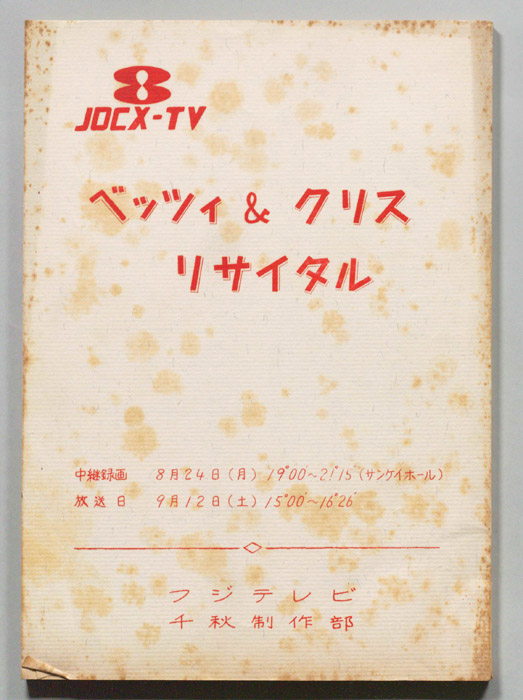 8
JOCX-TV
ベッツィ & クリス
リサイタル
中継録画 8月24日(月) 19°00′~21°15′(サンケイホール)
放送日 9月12日(土) 15°00′~16°26′
フジテレビ
千秋制作部